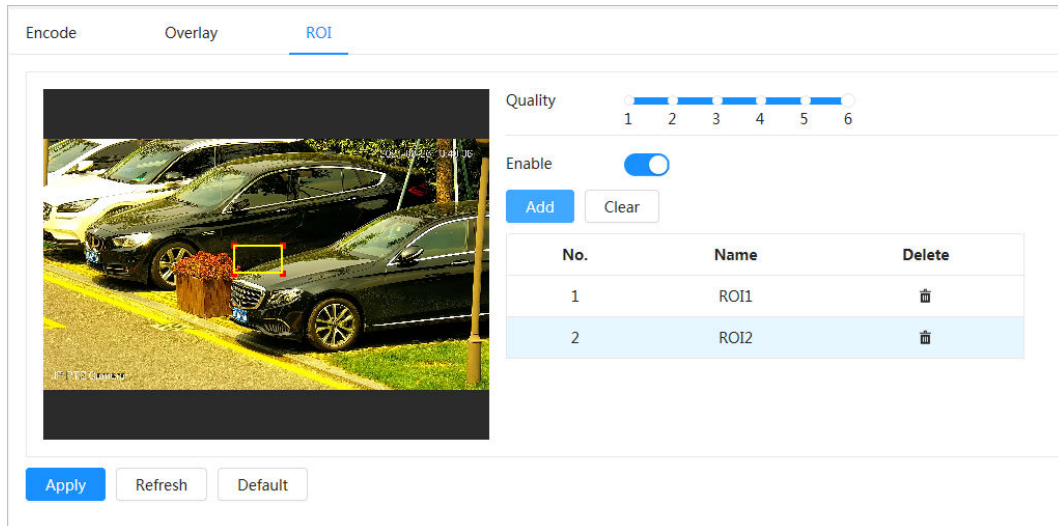 Encode Overlay ROI
Quality
1 2 3 4 5 6
Enable
Add Clear
No. Name Delete
1 ROI1
2 ROI2
Apply Refresh Default